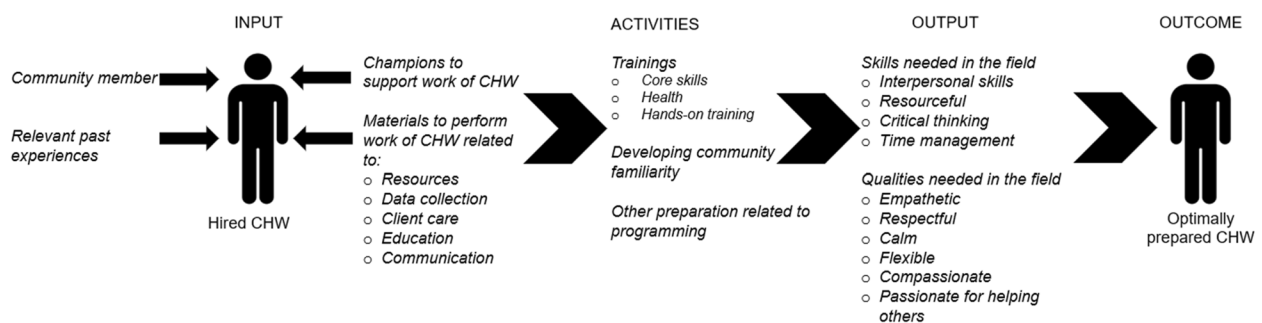 INPUT
Community member
Relevant past
experiences
Hired CHW
Champions to
support work of CHW
Materials to perform
work of CHW related
to:
o Resources
o Data collection
o Client care
o Education
o Communication
ACTIVITIES
Trainings
o Core skills
o Health
o Hands-on training
Developing community
familiarity
Other preparation related to
programming
OUTPUT
Skills needed in the field
o Interpersonal skills
o Resourceful
o Critical thinking
o Time management
Qualities needed in the field
o Empathetic
o Respectful
o Calm
o Flexible
o Compassionate
o Passionate for helping
others
OUTCOME
Optimally
prepared CHW